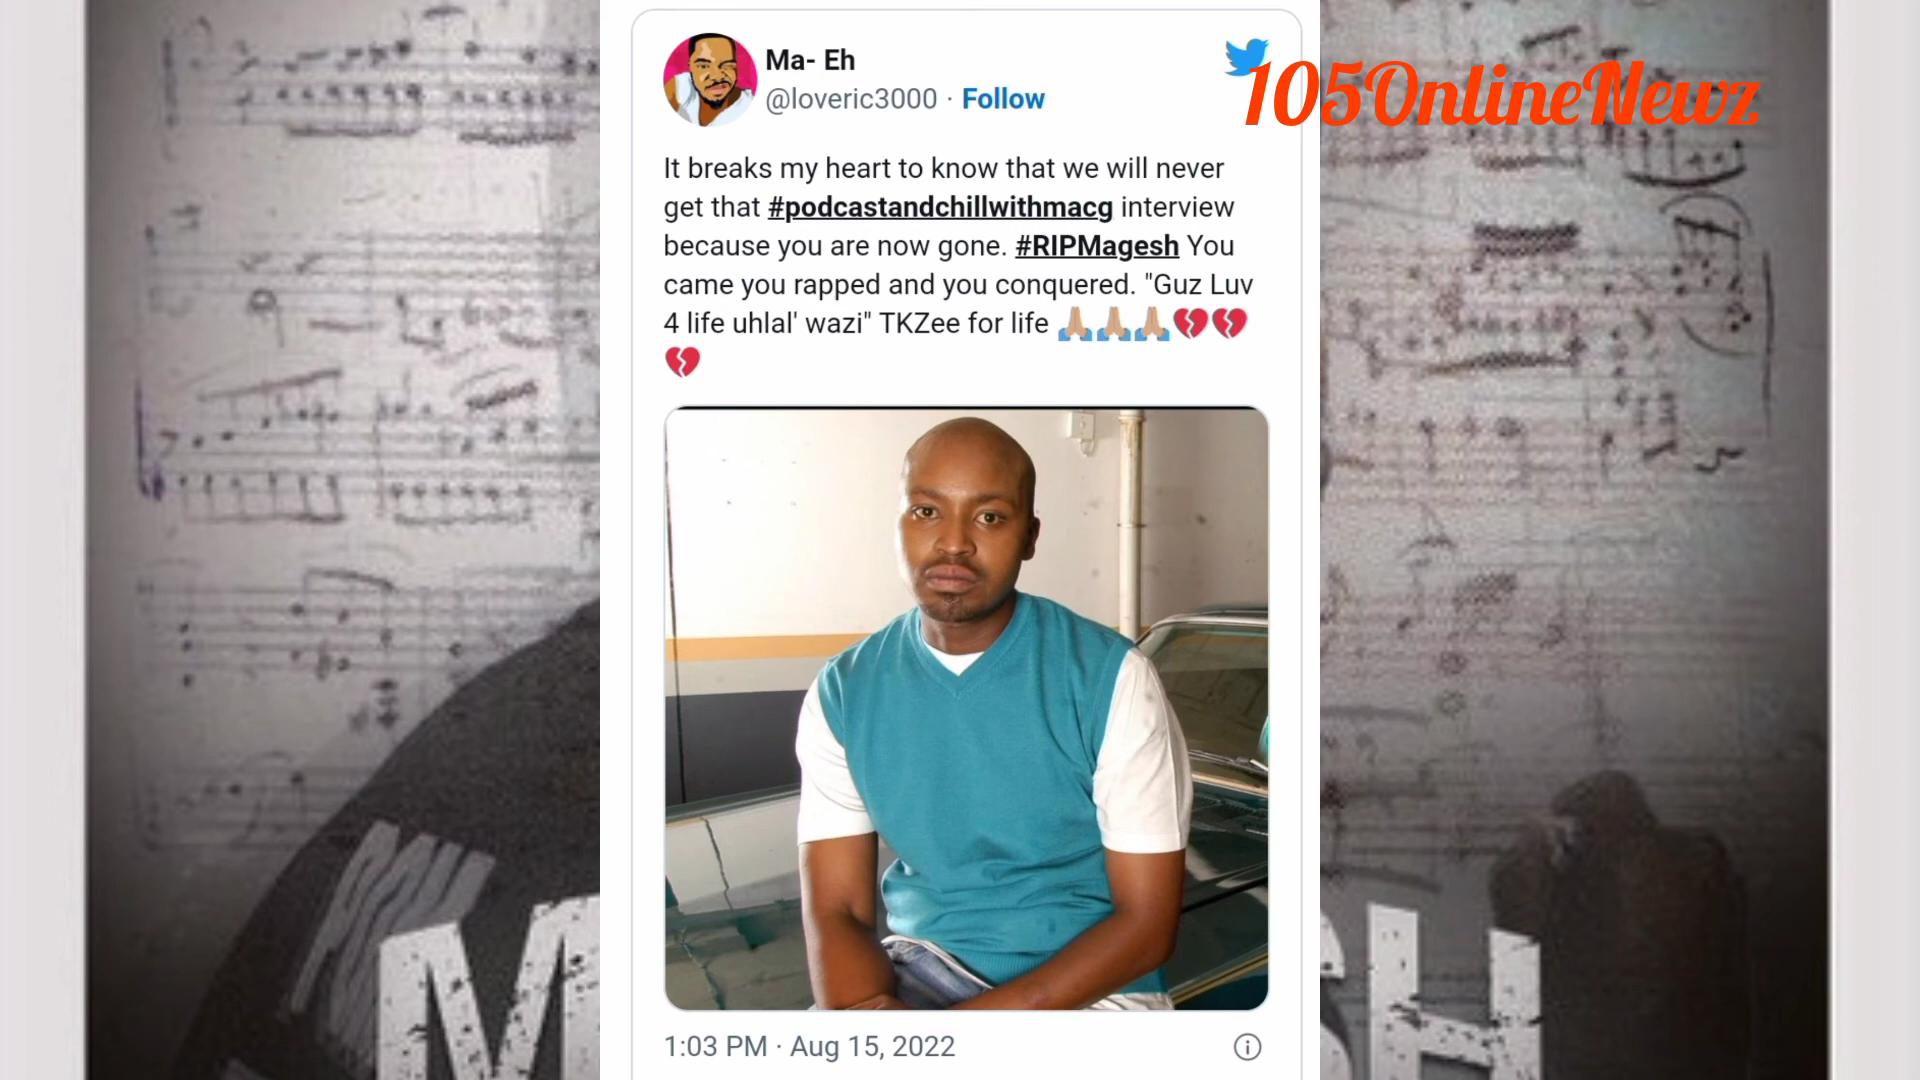 Ma- Eh
@loveric3000 · Follow
105OnlineNewz
It breaks my heart to know that we will never
get that #podcastandchillwithmacg interview
because you are now gone. #RIPMagesh You
came you rapped and you conquered. "Guz Luv
4 life uhlal' wazi" TKZee for life 🙏🏼🙏🏼🙏🏼💔💔
💔
1:03 PM · Aug 15, 2022
M
SH